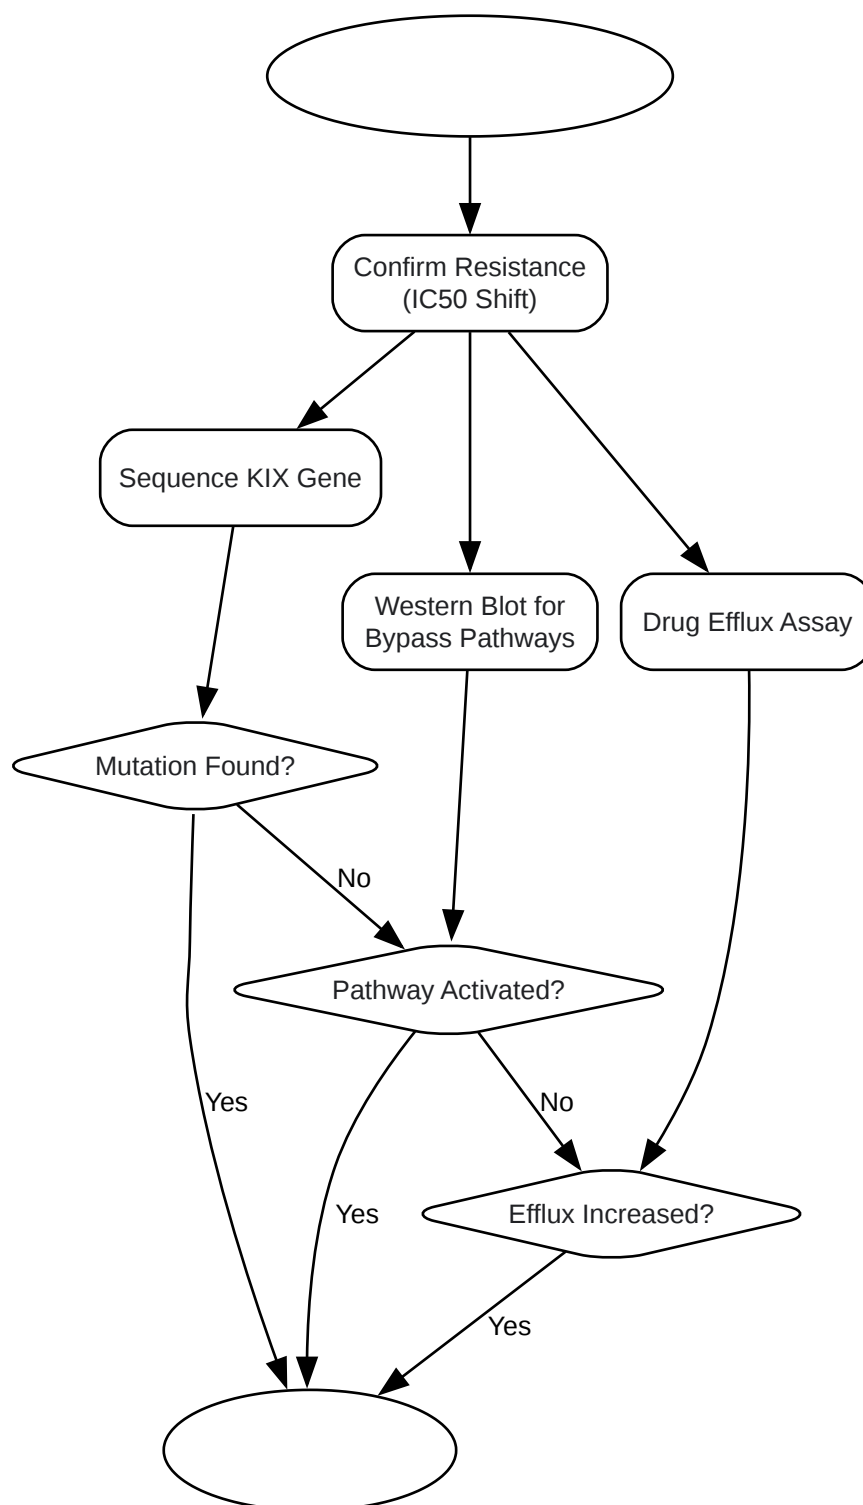 Confirm Resistance
(IC50 Shift)
Sequence KIX Gene
Western Blot for
Bypass Pathways
Drug Efflux Assay
Mutation Found?
No
Pathway Activated?
Yes
No
Yes
Efflux Increased?
Yes